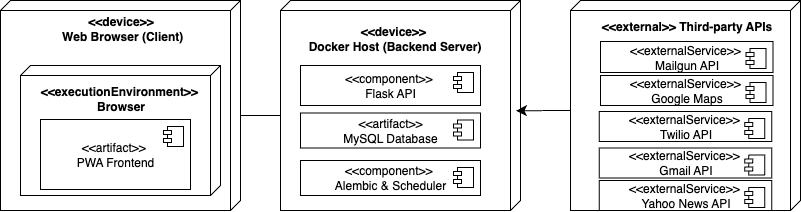 <<device>>
Web Browser (Client)
<<executionEnvironment>>
Browser
<<artifact>>
PWA Frontend
<<device>>
Docker Host (Backend Server)
<<component>>
Flask API
<<artifact>>
MySQL Database
<<component>>
Alembic & Scheduler
<<external>> Third-party APIs
<<externalService>>
Mailgun API
<<externalService>>
Google Maps
<<externalService>>
Twilio API
<<externalService>>
Gmail API
<<externalService>>
Yahoo News API